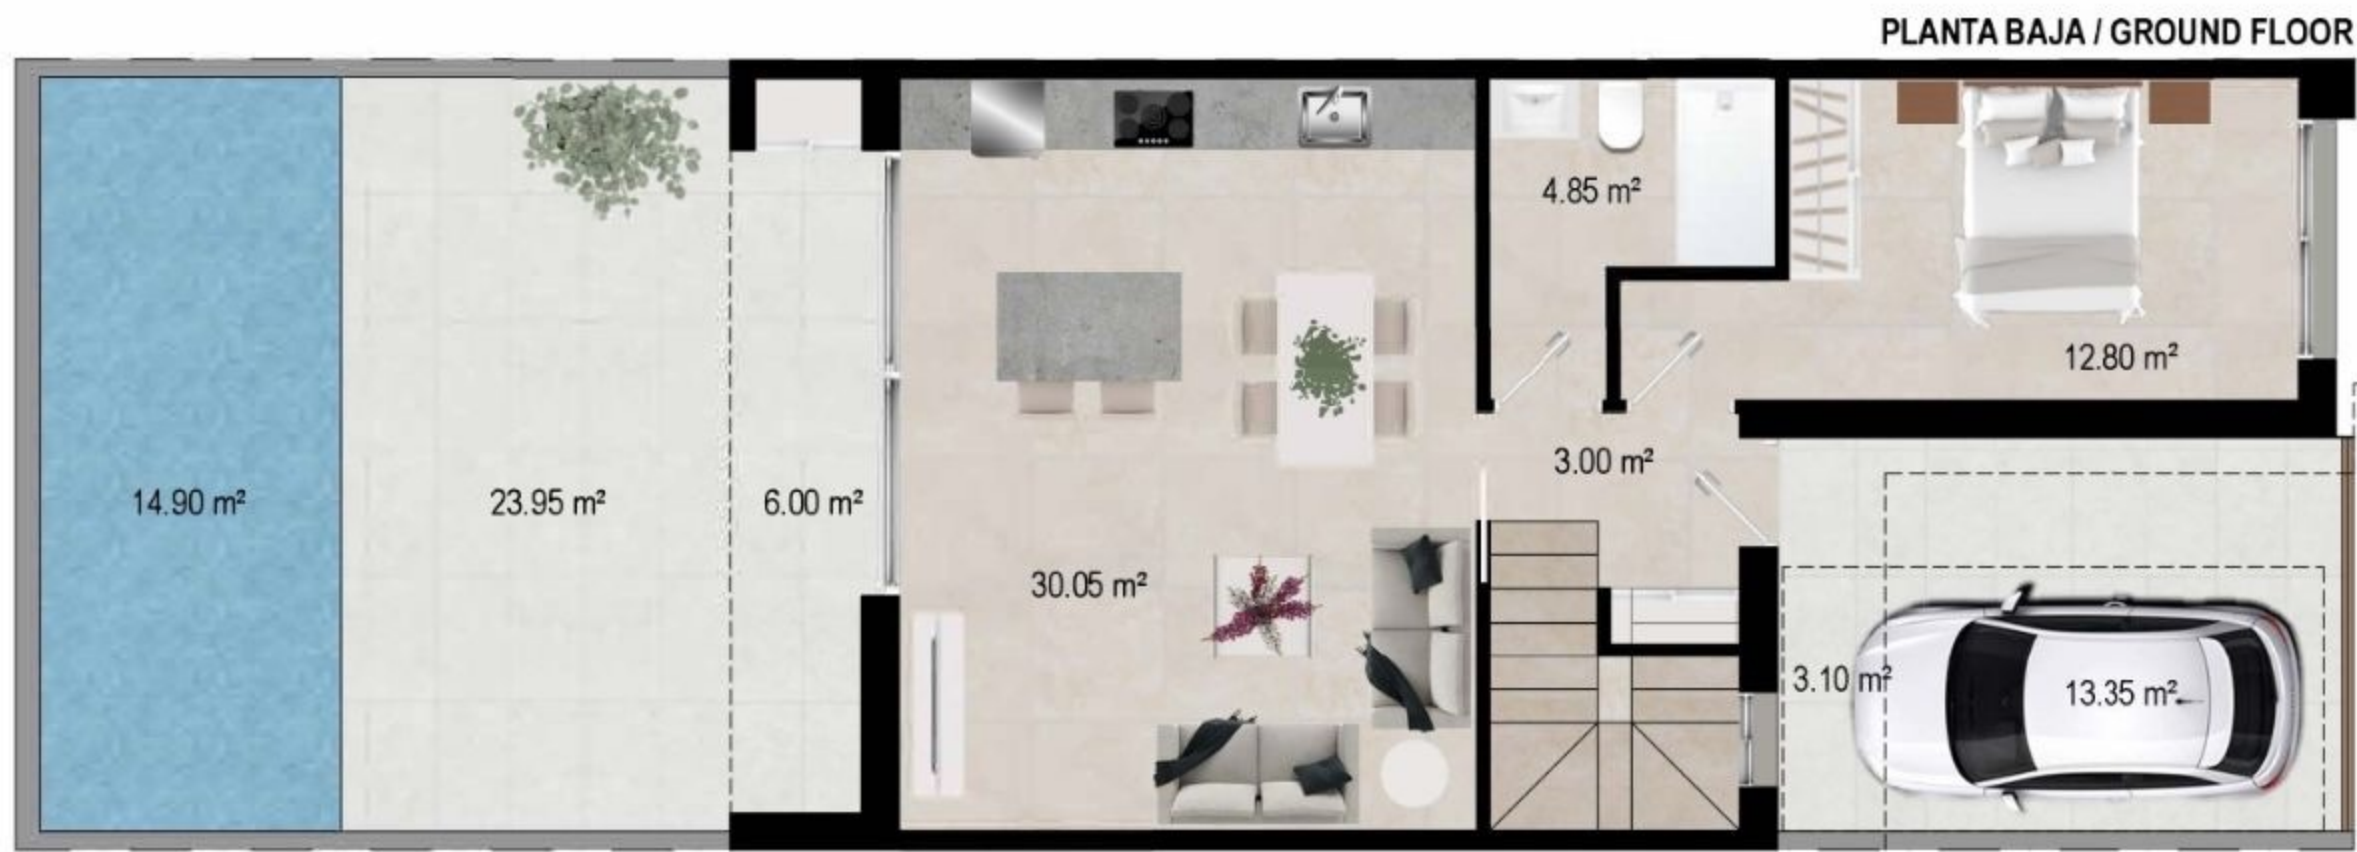 PLANTA BAJA / GROUND FLOOR
4.85 m²
12.80 m²
3.00 m²
14.90 m²
23.95 m²
6.00 m²
30.05 m²
3.10 m²
13.35 m²